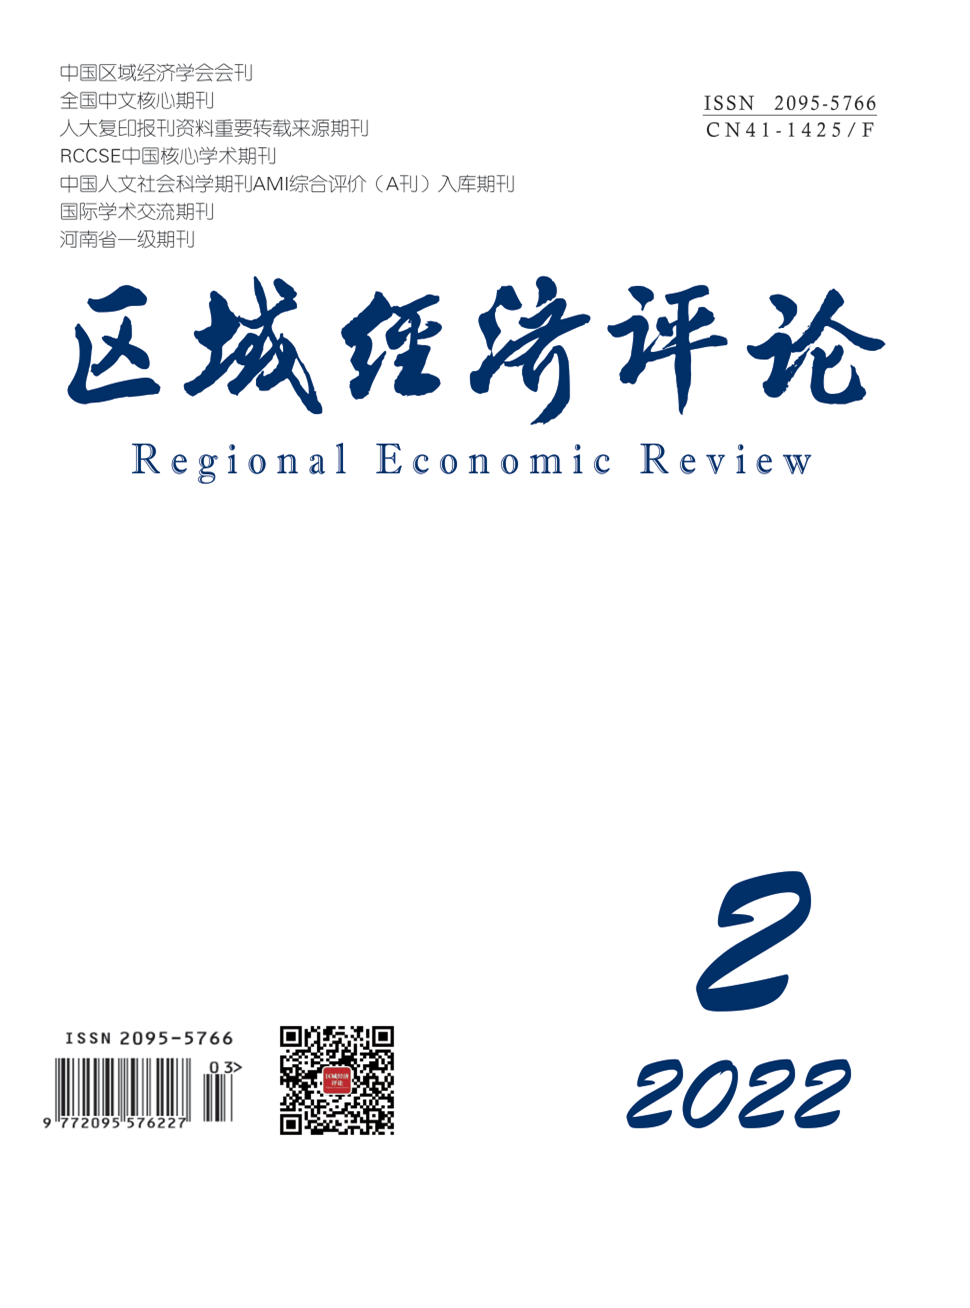 中国区域经济学会会刊
全国中文核心期刊
人大复印报刊资料重要转载来源期刊
RCCSE中国核心学术期刊
中国人文社会科学期刊AMI综合评价（A刊）入库期刊
国际学术交流期刊
河南省一级期刊
ISSN 2095-5766
CN41-1425/F
区域经济评论
Regional Economic Review
2
2022
ISSN 2095-5766
03>
9 772095 576227
区域经济
评论